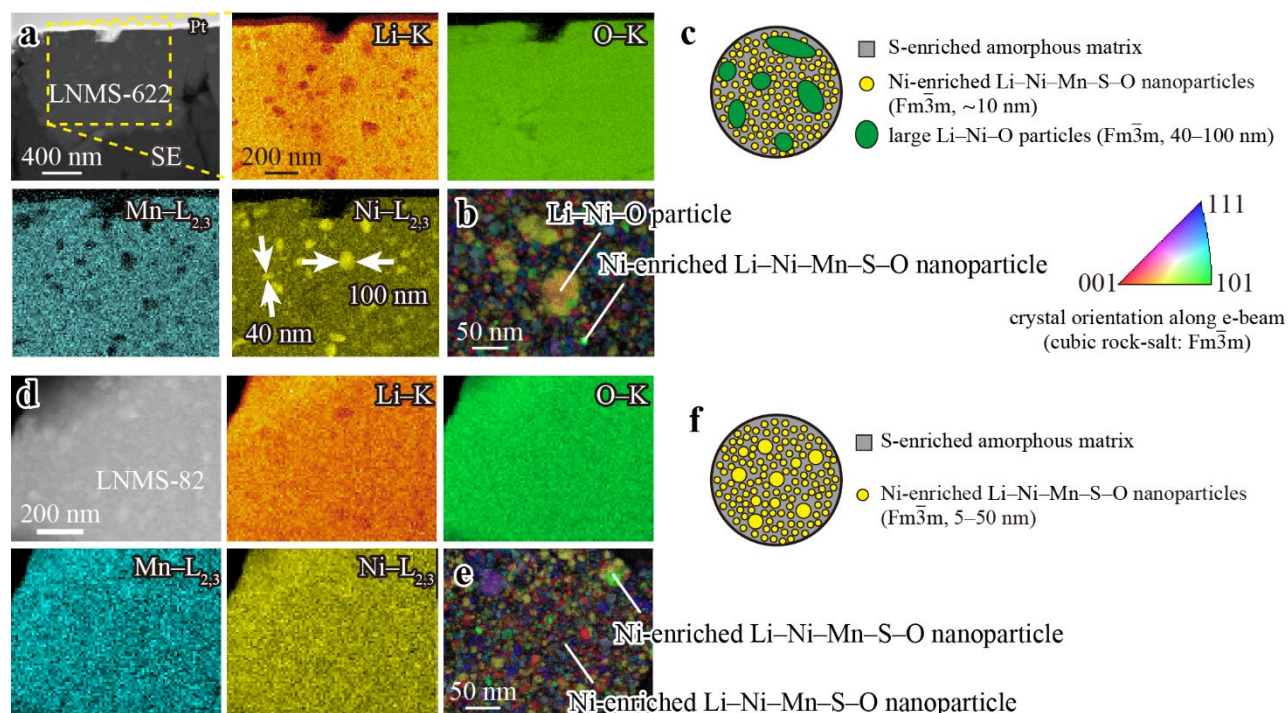 a
Pt
LNMS-622
400 nm
SE
Li–K
200 nm
O–K
Mn–L2,3
Ni–L2,3
100 nm
40 nm
b
Li–Ni–O particle
Ni-enriched Li–Ni–Mn–S–O nanoparticle
50 nm
c
S-enriched amorphous matrix
Ni-enriched Li–Ni–Mn–S–O nanoparticles
(Fm3̅m, ~10 nm)
large Li–Ni–O particles (Fm3̅m, 40–100 nm)
111
001
101
crystal orientation along e-beam
(cubic rock-salt: Fm3̅m)
d
LNMS-82
200 nm
Li–K
O–K
Mn–L2,3
Ni–L2,3
e
Ni-enriched Li–Ni–Mn–S–O nanoparticle
Ni-enriched Li–Ni–Mn–S–O nanoparticle
50 nm
f
S-enriched amorphous matrix
Ni-enriched Li–Ni–Mn–S–O nanoparticles
(Fm3̅m, 5–50 nm)